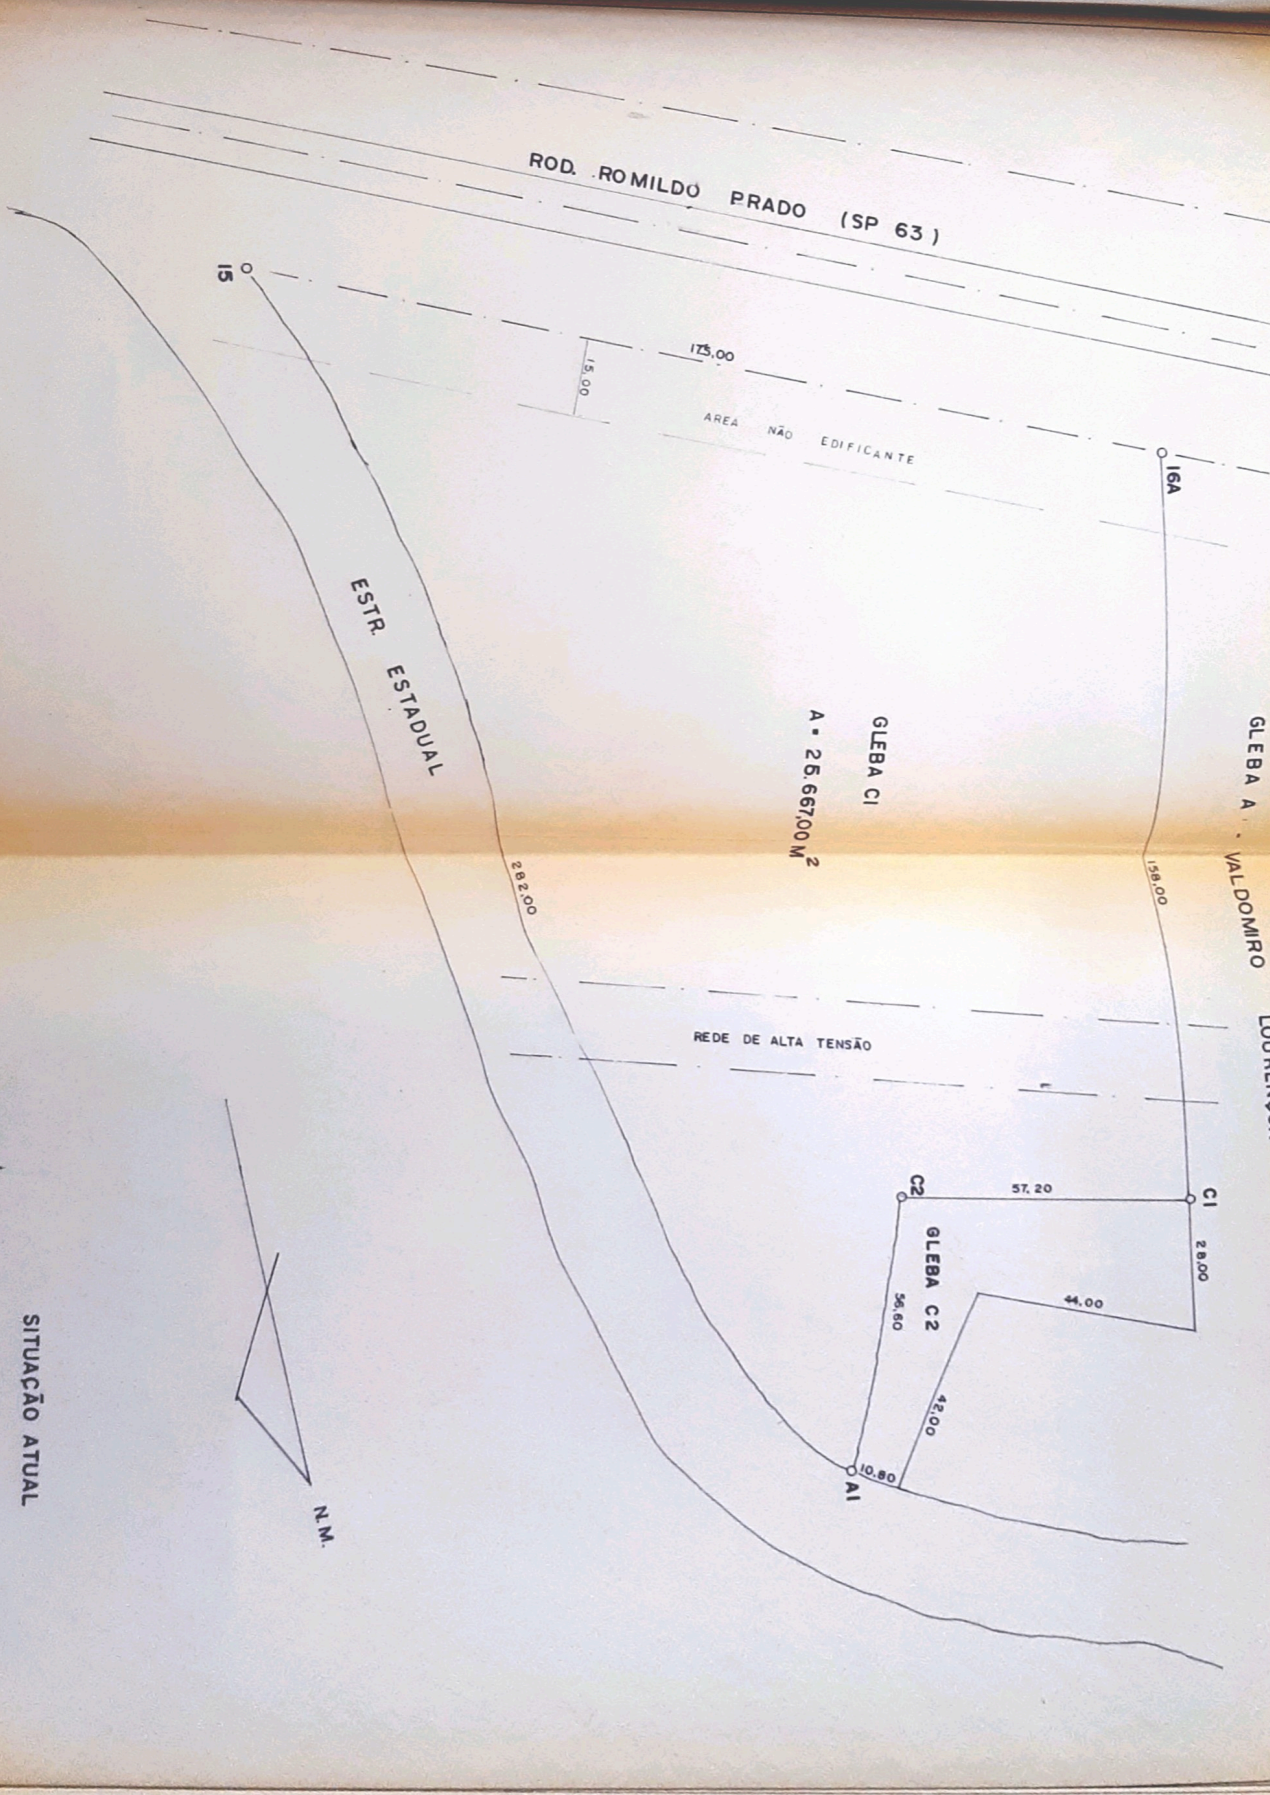 ROD. ROMILDO PRADO (SP 63)
15
175,00
15,00
AREA NÃO EDIFICANTE
16A
ESTR. ESTADUAL
GLEBA C1
A = 25.667,00 M²
GLEBA A - VALDOMIRO
158,00
282,00
REDE DE ALTA TENSÃO
C1
57,20
C2
28,00
GLEBA C2
44,00
56,60
42,00
10,80
A1
N.M.
SITUAÇÃO ATUAL